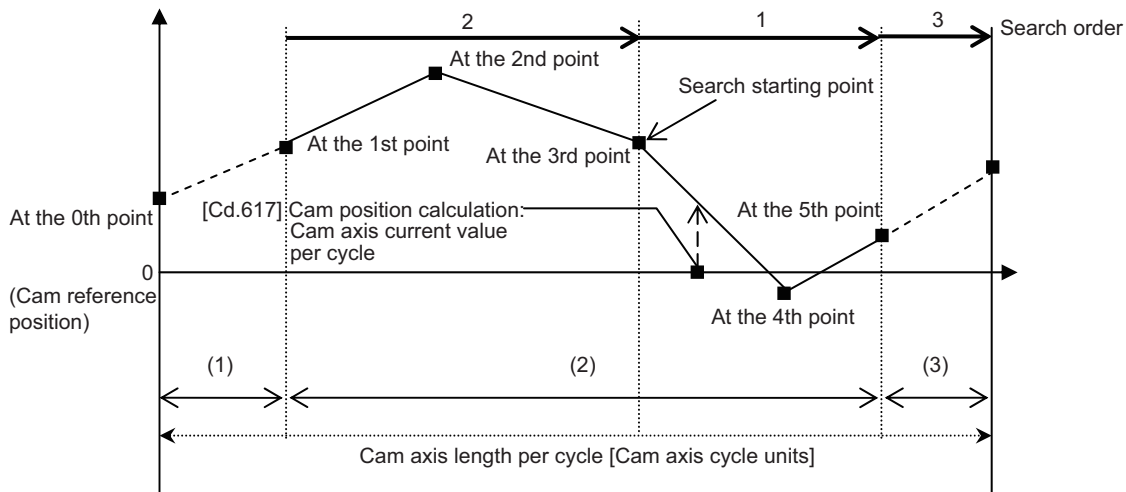 2
1
3
Search order
At the 2nd point
Search starting point
At the 1st point
At the 3rd point
At the 0th point
[Cd.617] Cam position calculation:
Cam axis current value
per cycle
At the 5th point
0
(Cam reference
position)
At the 4th point
(1)
(2)
(3)
Cam axis length per cycle [Cam axis cycle units]